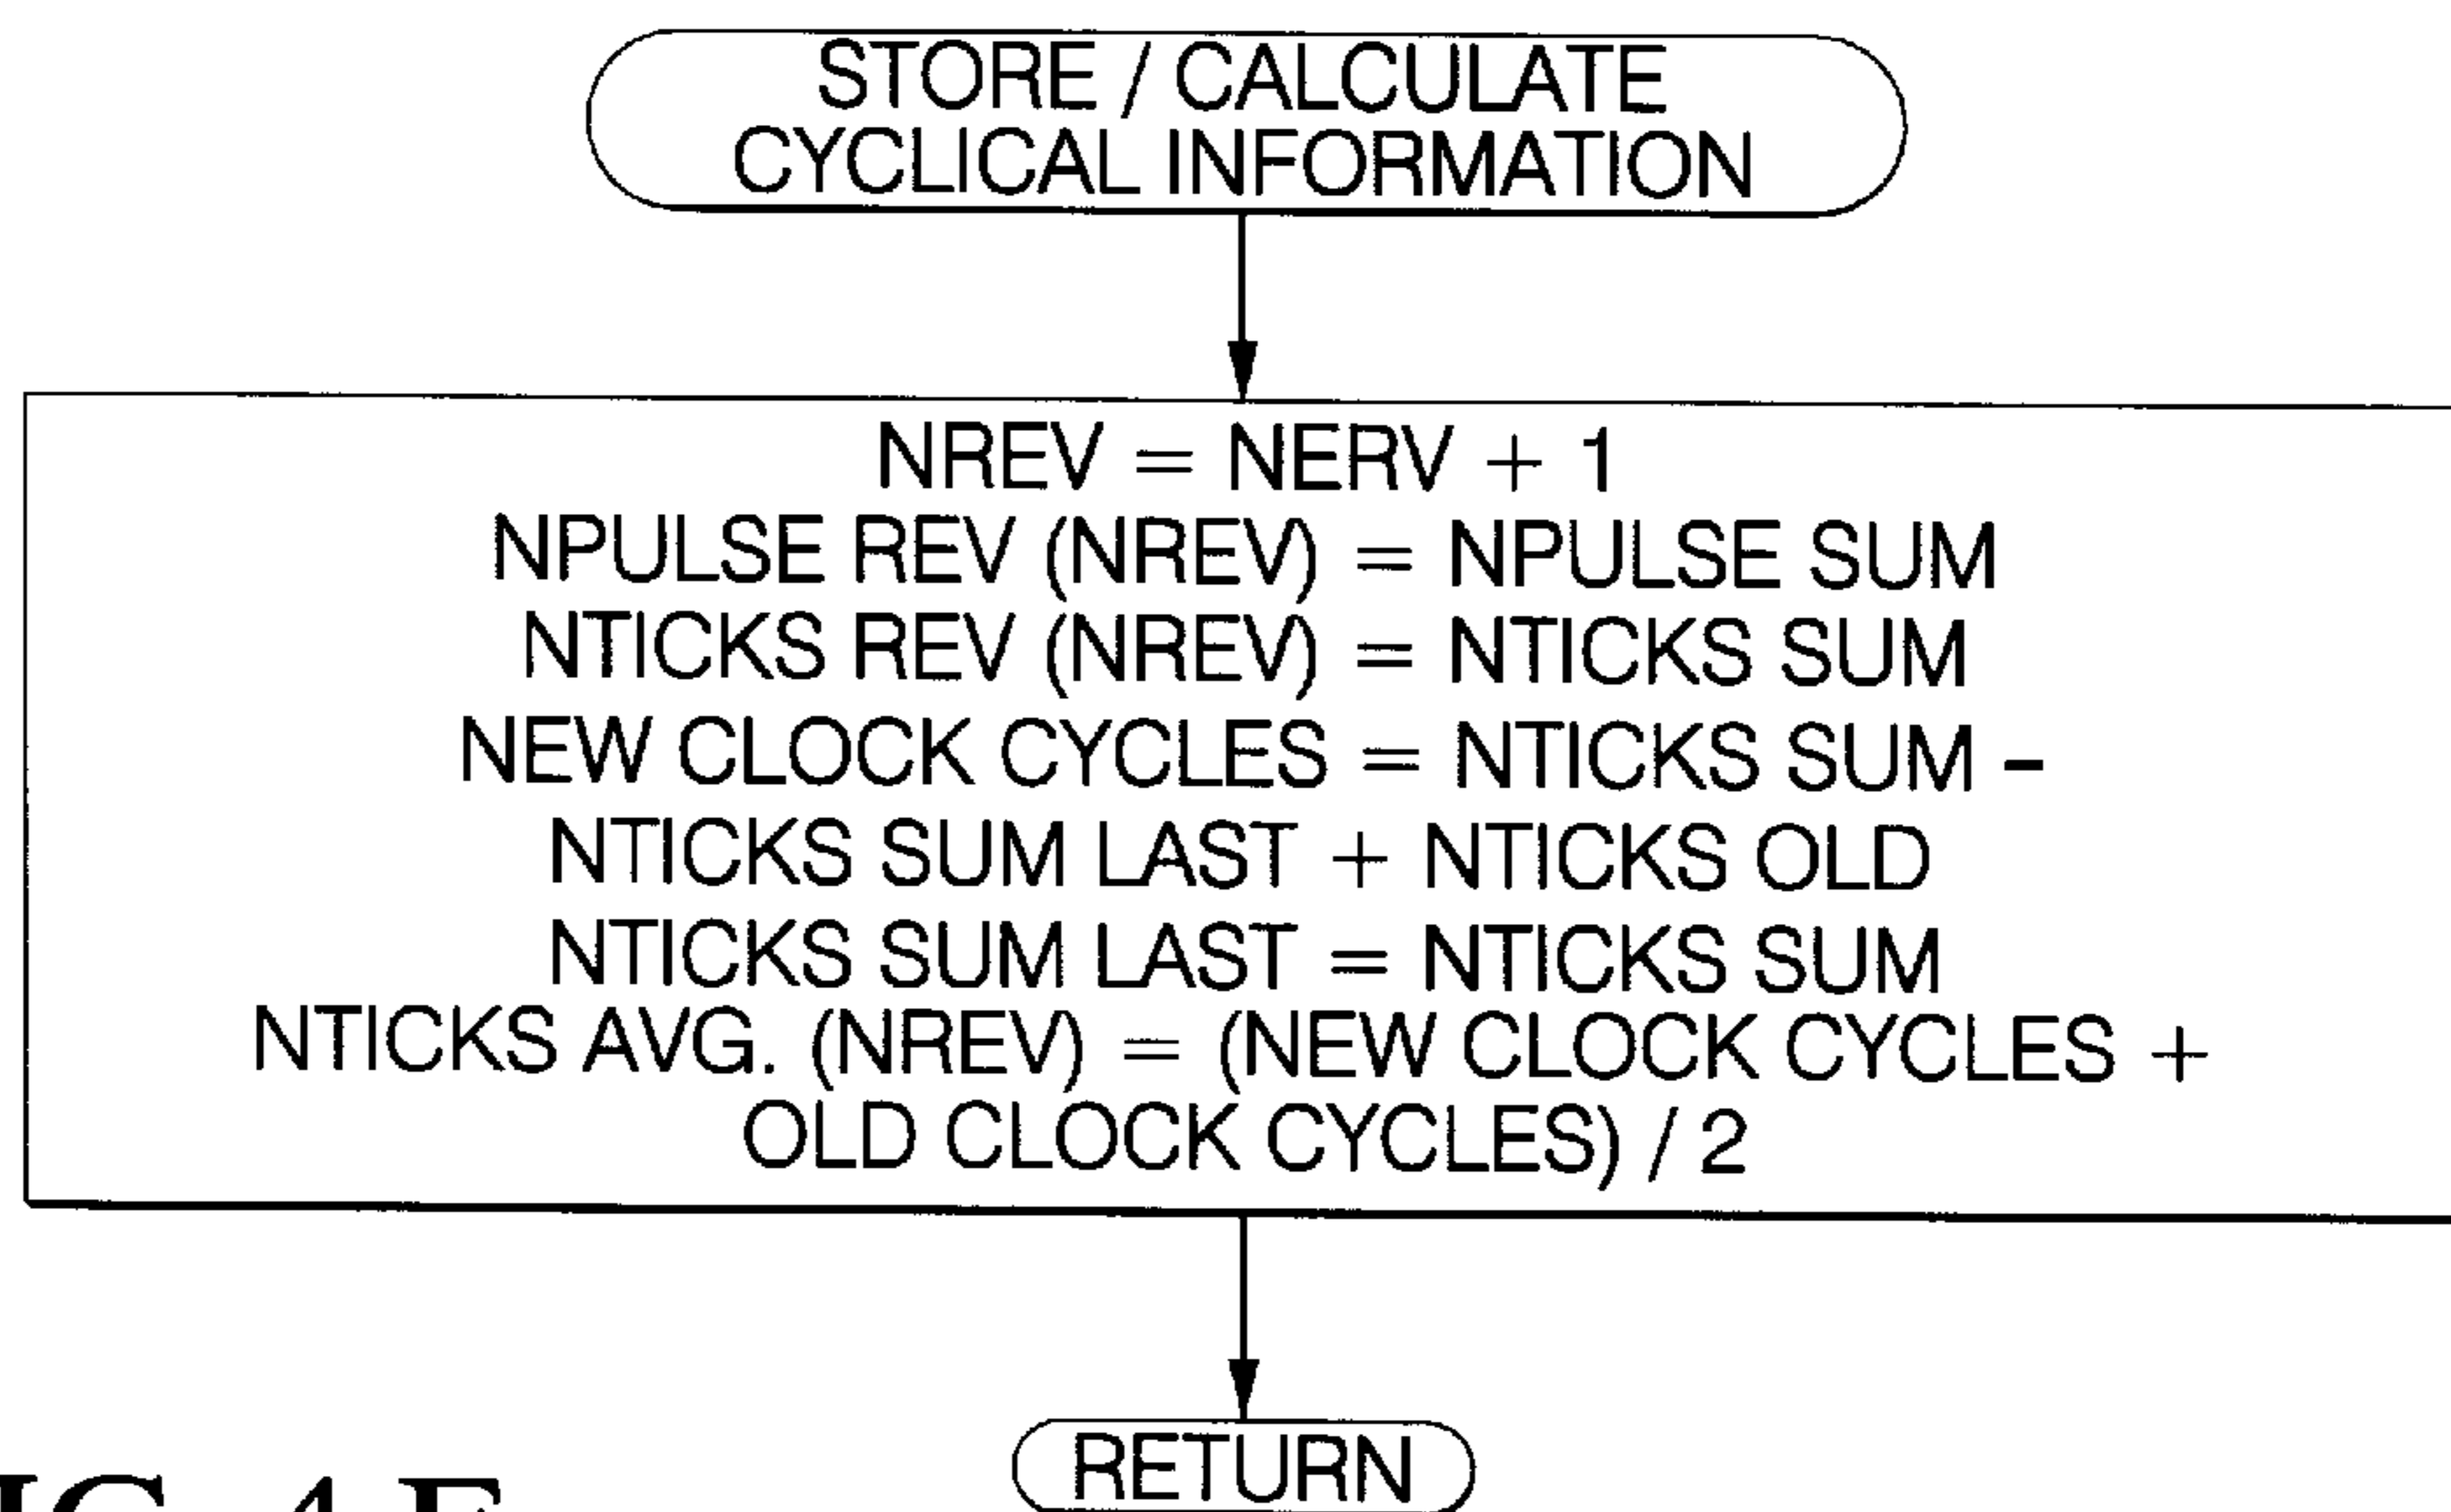 STORE / CALCULATE
CYCLICAL INFORMATION
NREV = NERV + 1
NPULSE REV (NREV) = NPULSE SUM
NTICKS REV (NREV) = NTICKS SUM
NEW CLOCK CYCLES = NTICKS SUM -
NTICKS SUM LAST + NTICKS OLD
NTICKS SUM LAST = NTICKS SUM
NTICKS AVG. (NREV) = (NEW CLOCK CYCLES +
OLD CLOCK CYCLES) / 2
RETURN